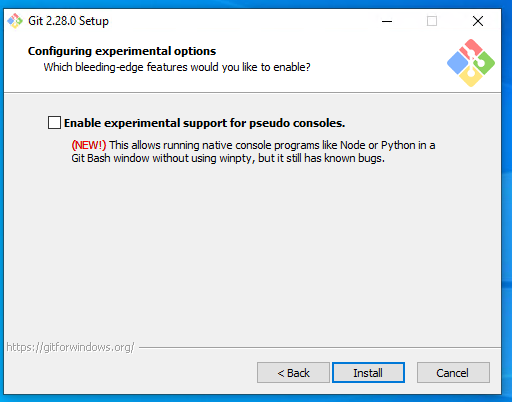 Git 2.28.0 Setup
Configuring experimental options
Which bleeding-edge features would you like to enable?
Enable experimental support for pseudo consoles.
(NEW!) This allows running native console programs like Node or Python in a
Git Bash window without using winpty, but it still has known bugs.
https://gitforwindows.org/
< Back
Install
Cancel